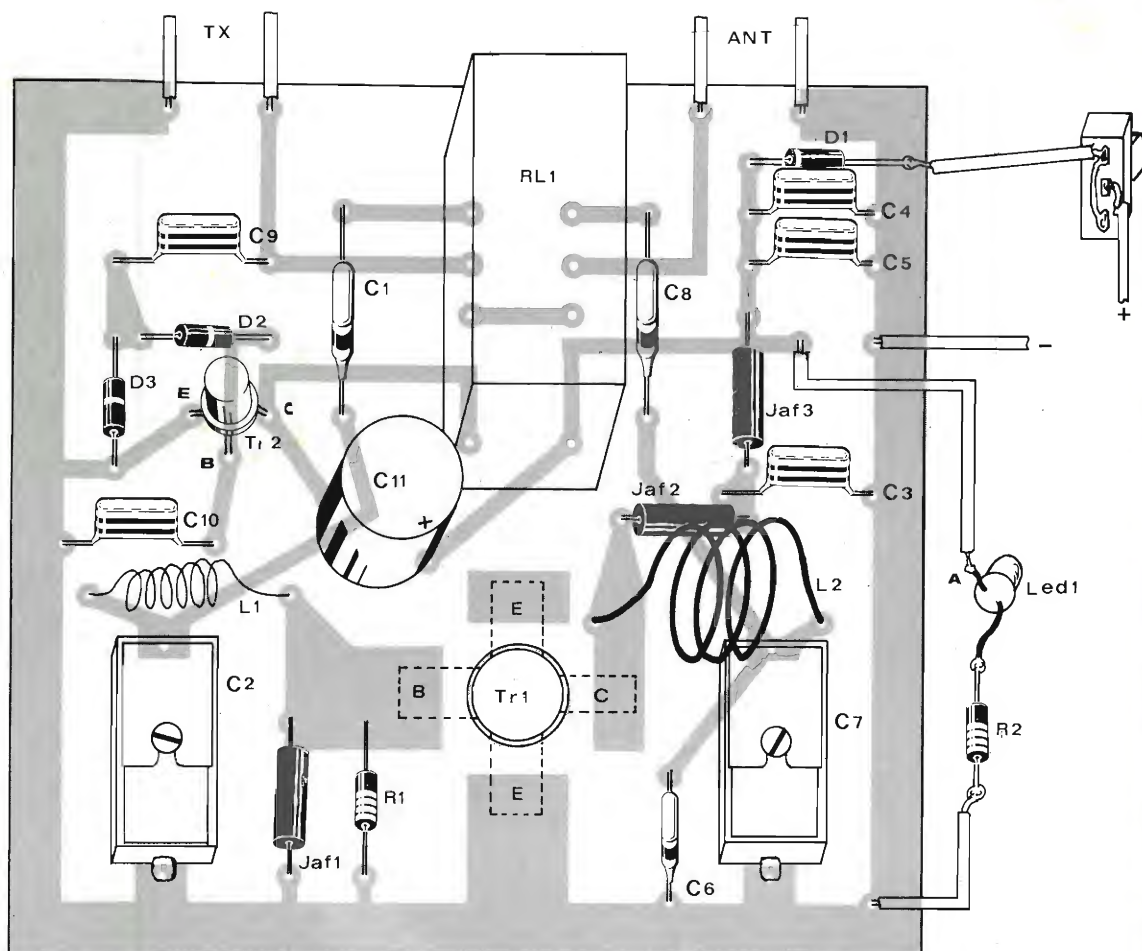 TX
ANT
D1
RL1
C4
C9
C5
C1
C8
D2
D3
E
C
Tr2
B
Jaf3
C11
+
+
-
Jaf2
C3
C10
L1
L2
A
Led1
E
C2
B
Tr1
C
C7
R2
E
R1
Jaf1
C6